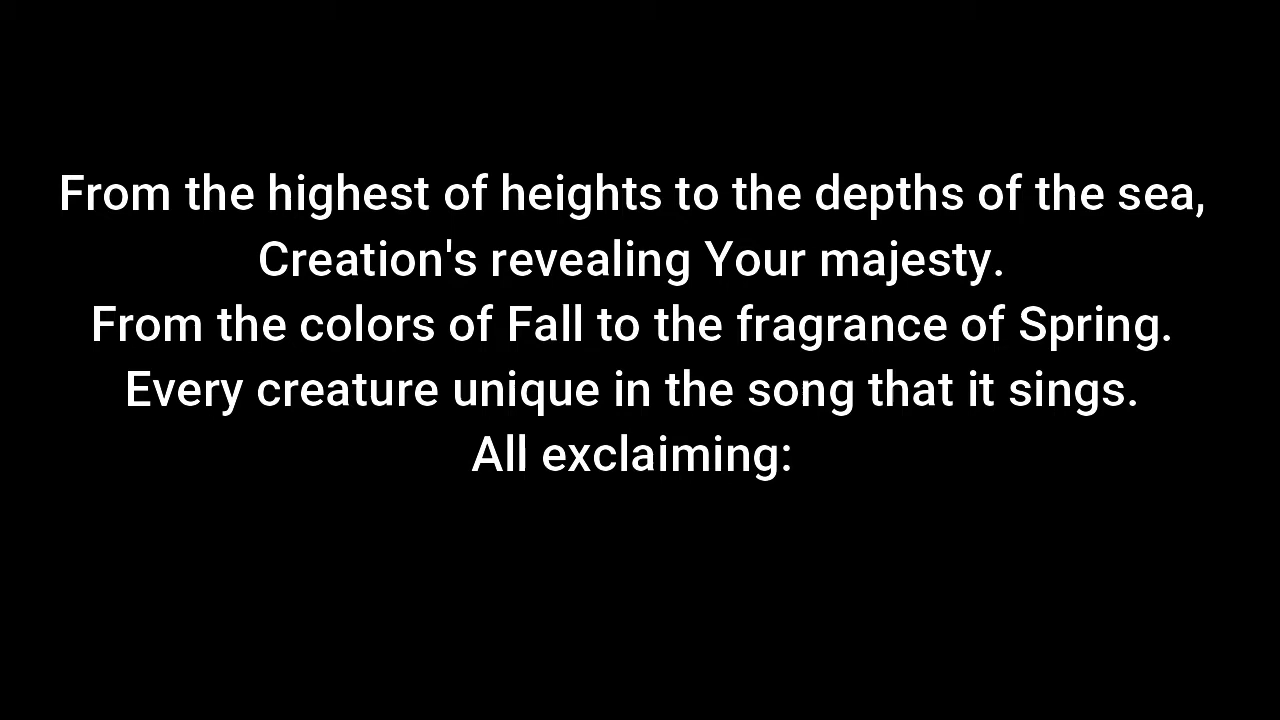 From the highest of heights to the depths of the sea,
Creation's revealing Your majesty.
From the colors of Fall to the fragrance of Spring.
Every creature unique in the song that it sings.
All exclaiming: